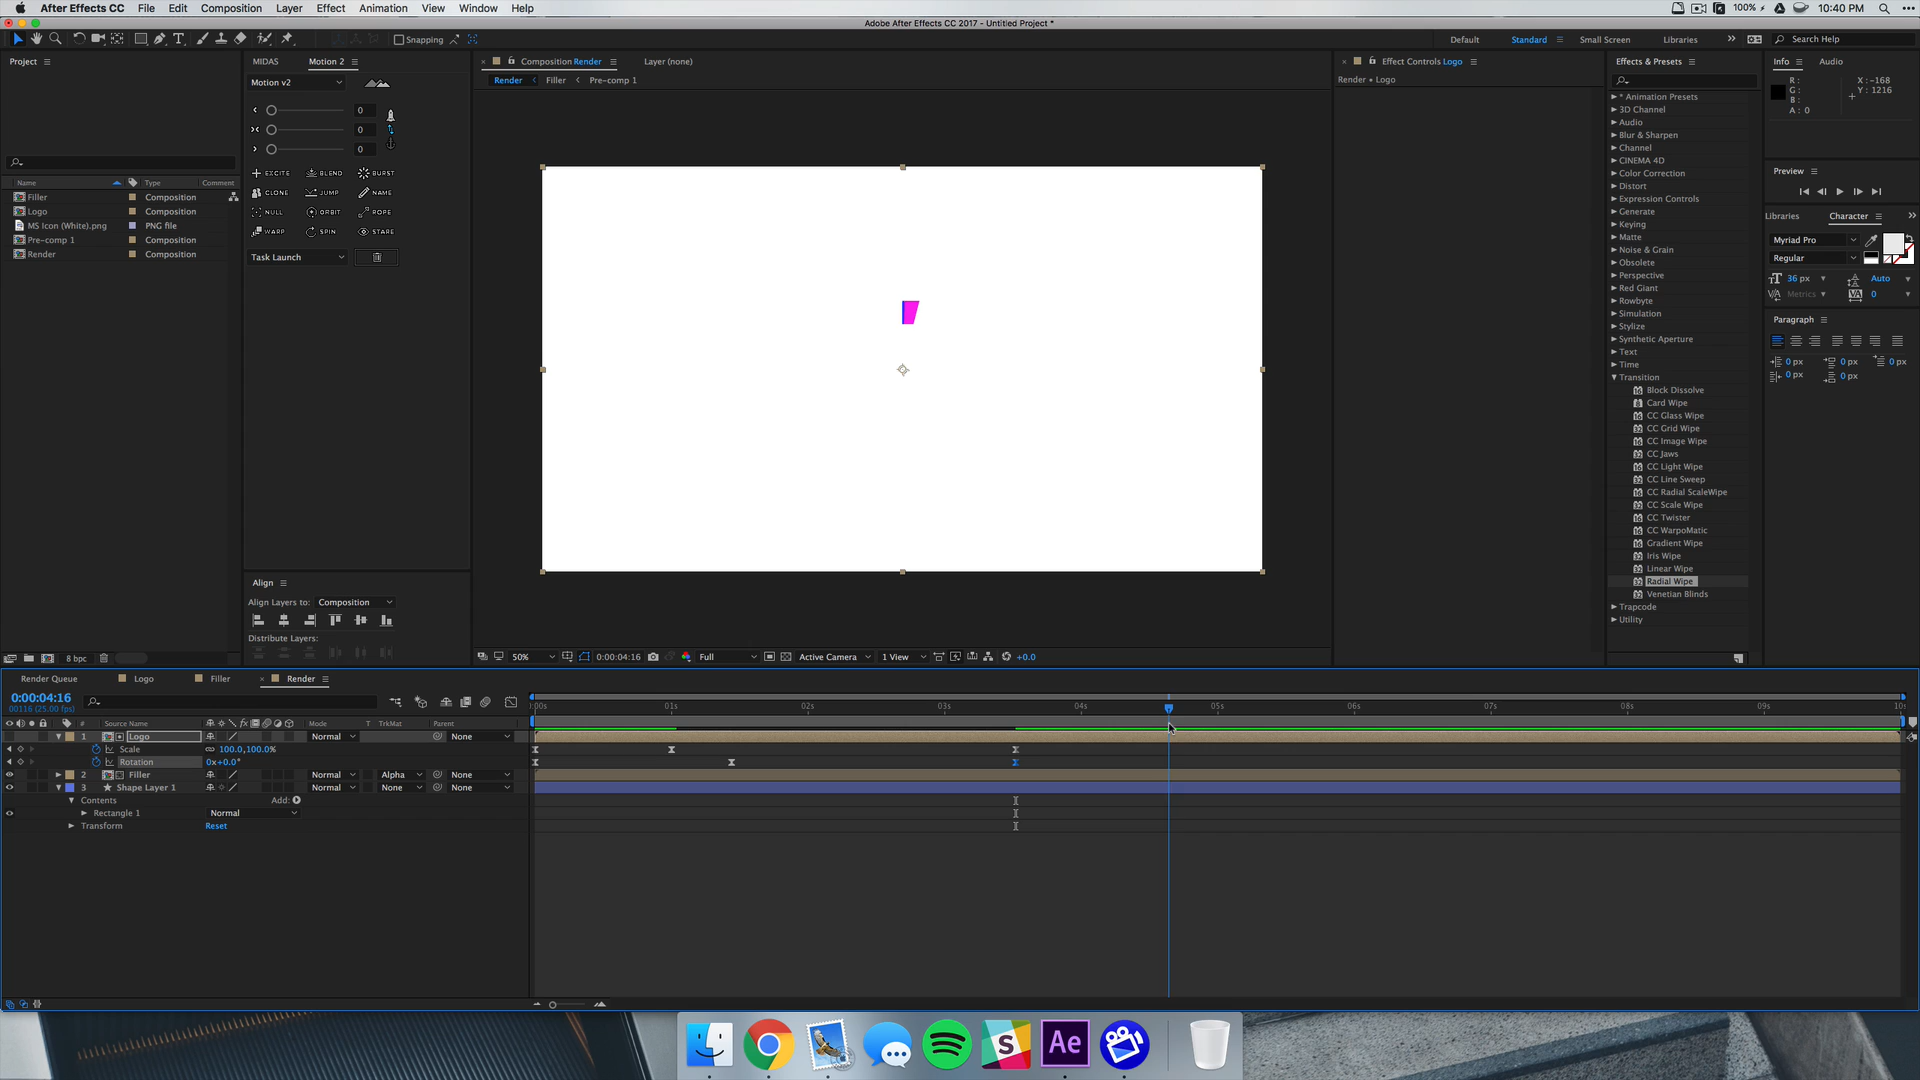 After Effects CC File Edit Composition Layer Effect Animation View Window Help 100% 10:40 PM
Adobe After Effects CC 2017 - Untitled Project *
Snapping Default Standard Small Screen Libraries Search Help
Project
MIDAS Motion 2
Composition Render Layer (none)
Effect Controls Logo
Effects & Presets
Info Audio
Render Filler Pre-comp 1
Render • Logo
Motion v2
R : X : -168
G : Y : 1216
B :
A : 0
0
0
0
EXCITE BLEND BURST
CLONE JUMP NAME
NULL ORBIT ROPE
WARP SPIN STARE
Task Launch
Name Type Comment
Filler Composition
Logo Composition
MS Icon (White).png PNG file
Pre-comp 1 Composition
Render Composition
8 bpc
Align
Align Layers to: Composition
Distribute Layers:
50% 0:00:04:16 Full Active Camera 1 View +0.0
* Animation Presets
3D Channel
Audio
Blur & Sharpen
Channel
CINEMA 4D
Color Correction
Distort
Expression Controls
Generate
Keying
Matte
Noise & Grain
Obsolete
Perspective
Red Giant
Rowbyte
Simulation
Stylize
Synthetic Aperture
Text
Time
Transition
Block Dissolve
Card Wipe
CC Glass Wipe
CC Grid Wipe
CC Image Wipe
CC Jaws
CC Light Wipe
CC Line Sweep
CC Radial ScaleWipe
CC Scale Wipe
CC Twister
CC WarpoMatic
Gradient Wipe
Iris Wipe
Linear Wipe
Radial Wipe
Venetian Blinds
Trapcode
Utility
Preview
Libraries Character
Myriad Pro
Regular
36 px Auto
Metrics 0
Paragraph
0 px 0 px 0 px
0 px 0 px
Render Queue Logo Filler Render
0:00:04:16
00116 (25.00 fps)
:00s 01s 02s 03s 04s 05s 06s 07s 08s 09s 10s
# Source Name Mode T TrkMat Parent
1 Logo Normal None
Scale 100.0,100.0%
Rotation 0x+0.0°
2 Filler Normal Alpha None
3 Shape Layer 1 Normal None None
Contents Add:
Rectangle 1 Normal
Transform Reset
Ae